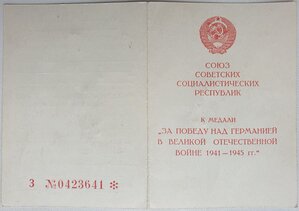 СОЮЗ
СОВЕТСКИХ
СОЦИАЛИСТИЧЕСКИХ
РЕСПУБЛИК
К МЕДАЛИ
„ЗА ПОБЕДУ НАД ГЕРМАНИЕЙ
В ВЕЛИКОЙ ОТЕЧЕСТВЕННОЙ
ВОЙНЕ 1941—1945 гг.“
З №0423641 *